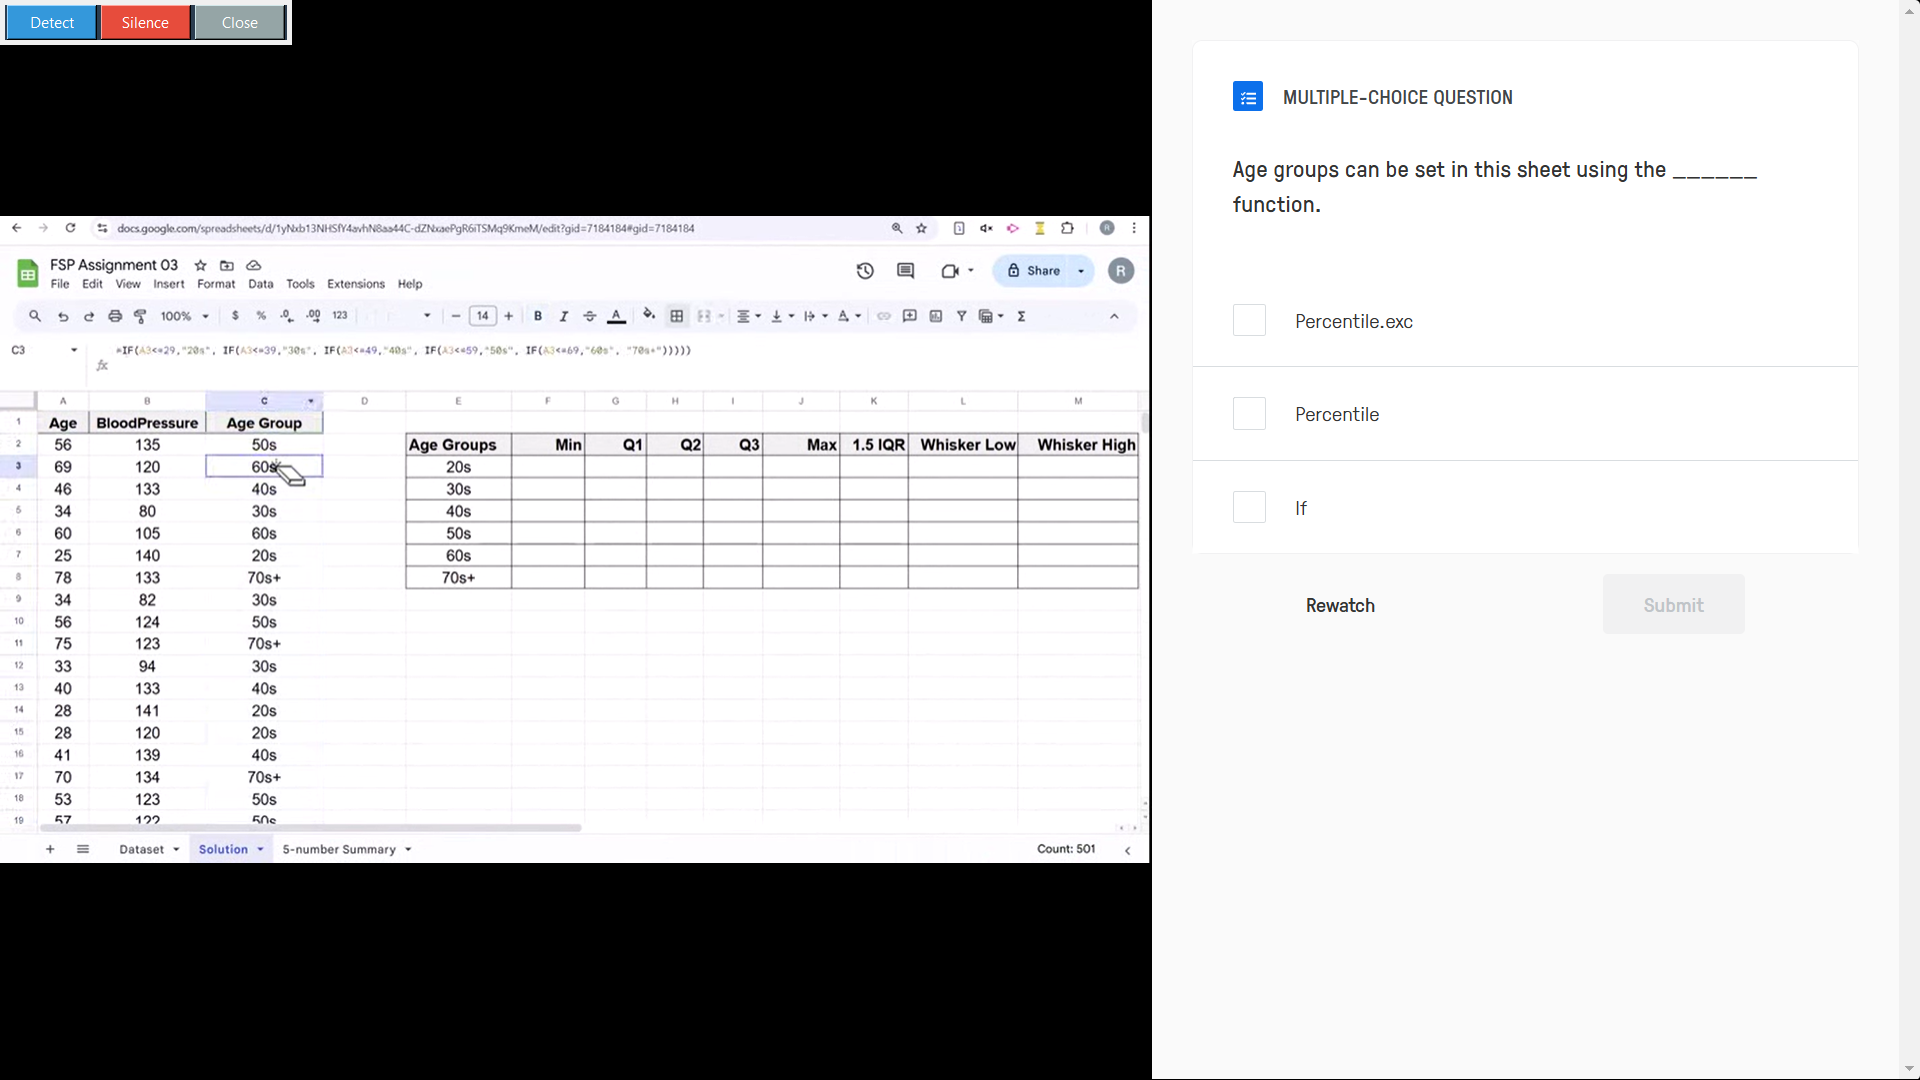 Detect Silence Close
docs.google.com/spreadsheets/d/1yNxb13NHSfY4avhN8aa44C-dZNxaePgR6iTSMq9KmeM/edit?gid=7184184#gid=7184184
FSP Assignment 03
File Edit View Insert Format Data Tools Extensions Help
Share
R
100% $ % .0 .00 123 14 B I A
C3
=IF(A3<=29,"20s", IF(A3<=39,"30s", IF(A3<=49,"40s", IF(A3<=59,"50s", IF(A3<=69,"60s", "70s+")))))
fx
A B C D E F G H I J K L M
1 Age BloodPressure Age Group
2 56 135 50s Age Groups Min Q1 Q2 Q3 Max 1.5 IQR Whisker Low Whisker High
3 69 120 60s 20s
4 46 133 40s 30s
5 34 80 30s 40s
6 60 105 60s 50s
7 25 140 20s 60s
8 78 133 70s+ 70s+
9 34 82 30s
10 56 124 50s
11 75 123 70s+
12 33 94 30s
13 40 133 40s
14 28 141 20s
15 28 120 20s
16 41 139 40s
17 70 134 70s+
18 53 123 50s
19 57 122 50s
Dataset Solution 5-number Summary Count: 501
MULTIPLE-CHOICE QUESTION
Age groups can be set in this sheet using the ______
function.
Percentile.exc
Percentile
If
Rewatch Submit